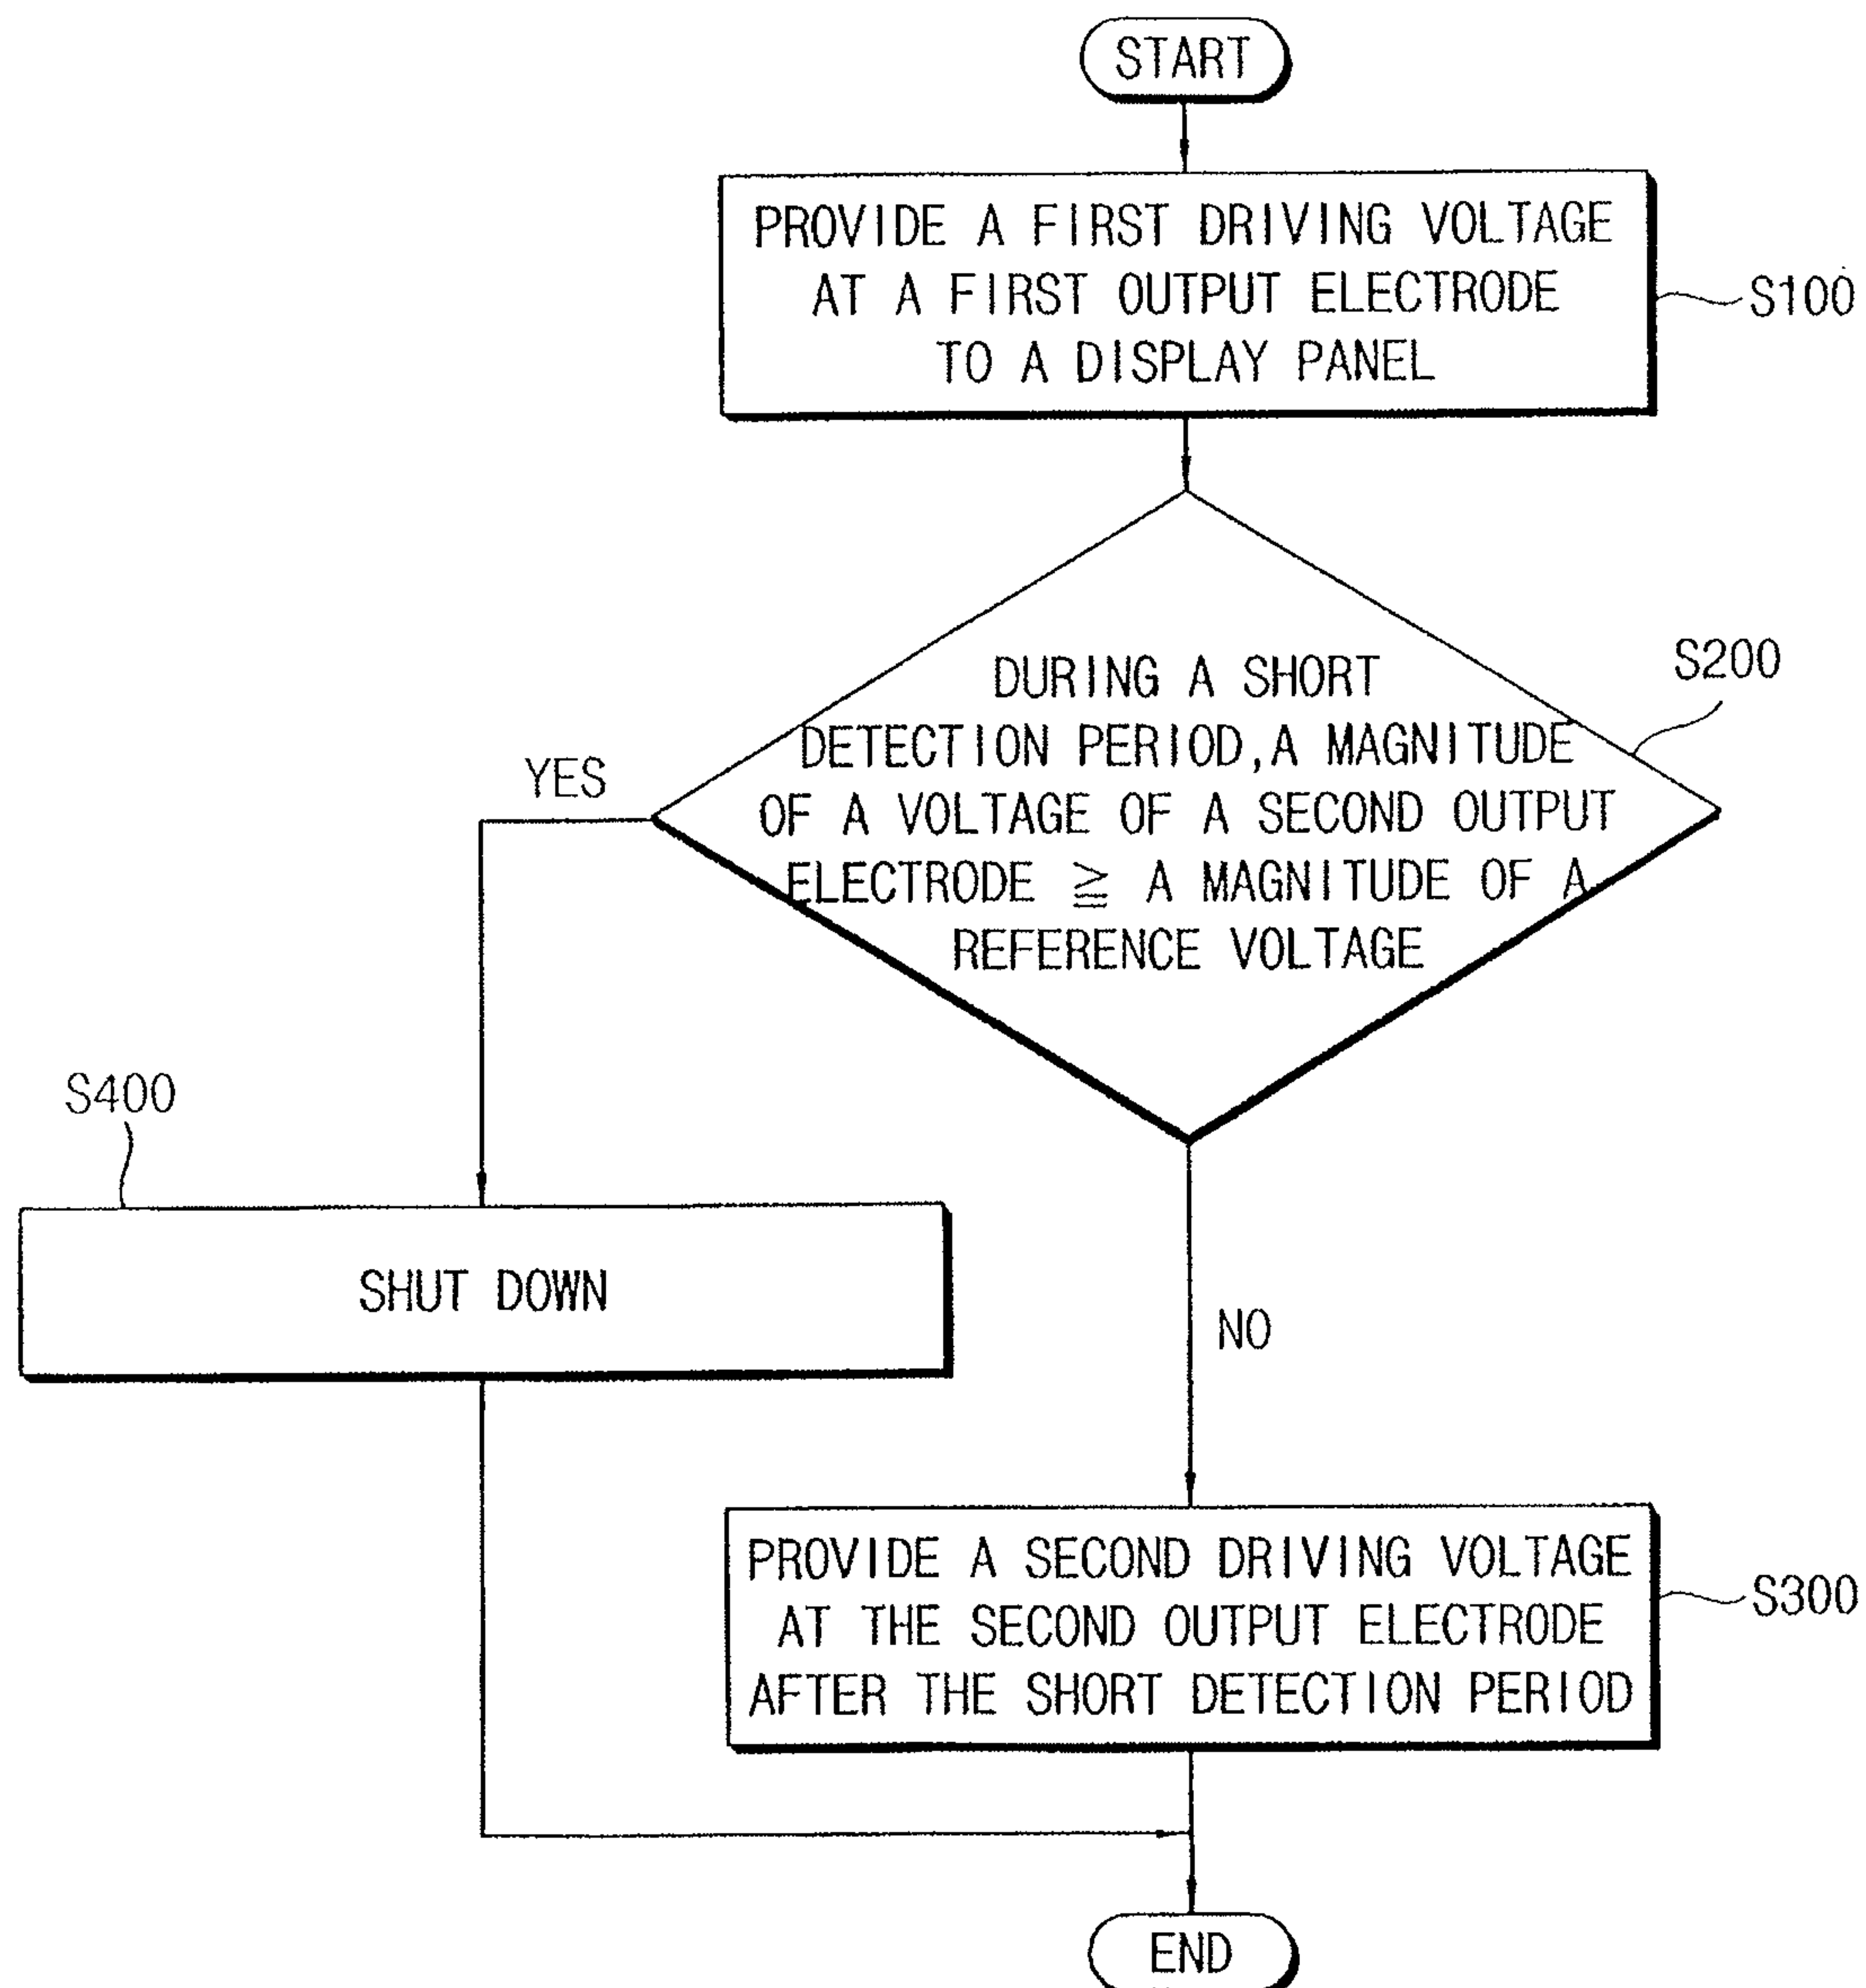 START
PROVIDE A FIRST DRIVING VOLTAGE
AT A FIRST OUTPUT ELECTRODE
TO A DISPLAY PANEL
S100
DURING A SHORT
DETECTION PERIOD, A MAGNITUDE
OF A VOLTAGE OF A SECOND OUTPUT
ELECTRODE ≧ A MAGNITUDE OF A
REFERENCE VOLTAGE
S200
YES
S400
SHUT DOWN
NO
PROVIDE A SECOND DRIVING VOLTAGE
AT THE SECOND OUTPUT ELECTRODE
AFTER THE SHORT DETECTION PERIOD
S300
END